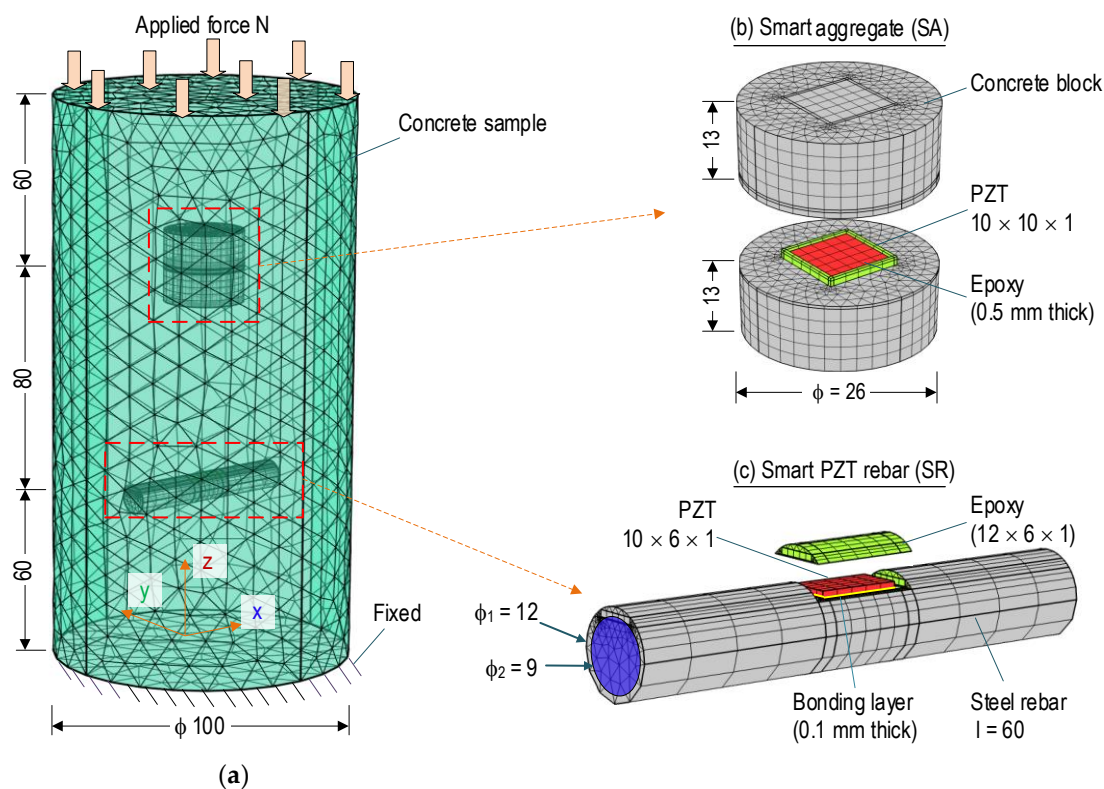 Applied force N
Concrete sample
60
80
60
z
y
x
Fixed
ϕ 100
(a)
(b) Smart aggregate (SA)
Concrete block
13
PZT
10 × 10 × 1
13
Epoxy
(0.5 mm thick)
ϕ = 26
(c) Smart PZT rebar (SR)
PZT
10 × 6 × 1
Epoxy
(12 × 6 × 1)
ϕ₁ = 12
ϕ₂ = 9
Bonding layer
(0.1 mm thick)
Steel rebar
l = 60